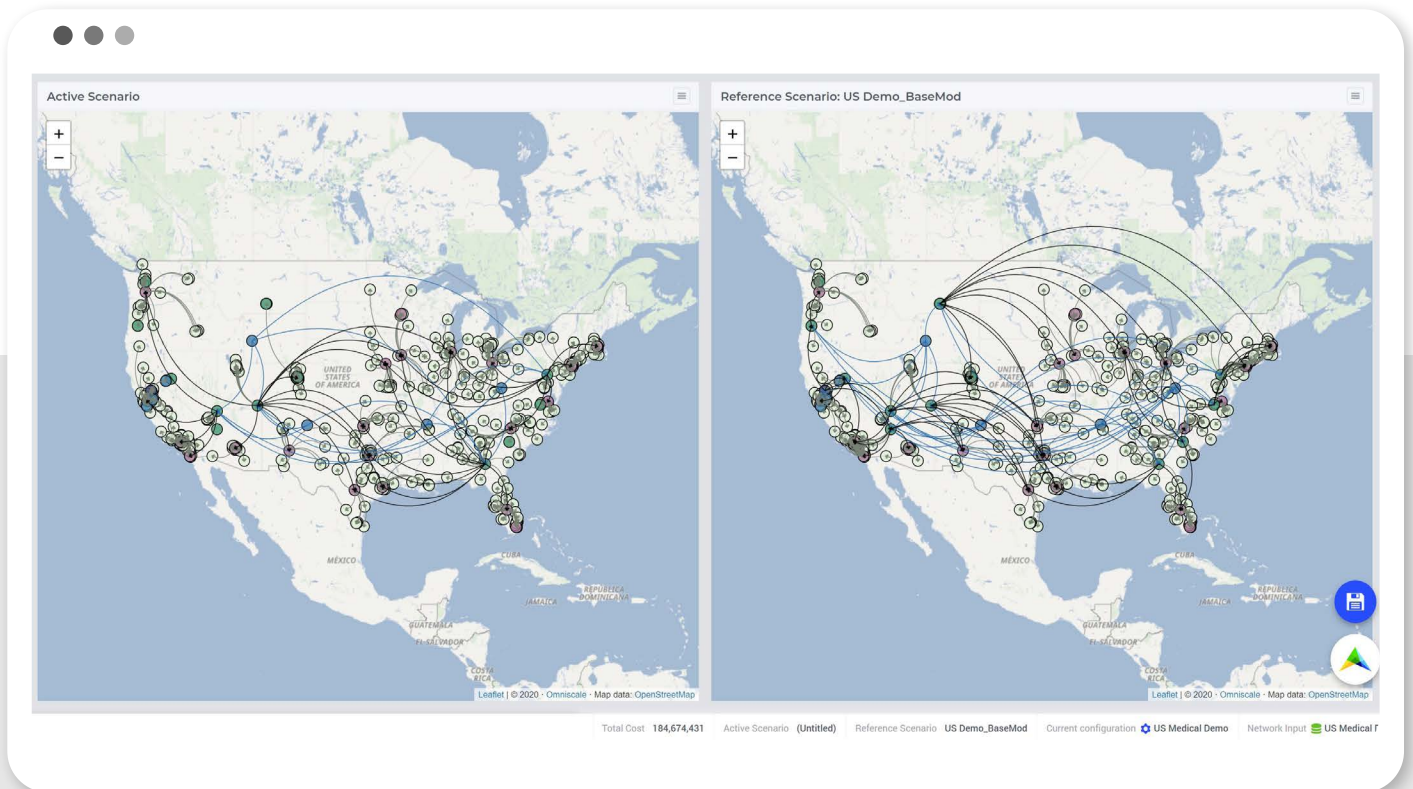 Active Scenario
+
−
UNITED
STATES
OF AMERICA
MÉXICO
CUBA
JAMAICA
REPÚBLICA
DOMINICANA
GUATEMALA
EL SALVADOR
COSTA
RICA
Leaflet | © 2020 · Omniscale · Map data: OpenStreetMap
Reference Scenario: US Demo_BaseMod
+
−
UNITED
STATES
OF AMERICA
MÉXICO
CUBA
JAMAICA
REPÚBLICA
DOMINICANA
GUATEMALA
EL SALVADOR
COSTA
RICA
Leaflet | © 2020 · Omniscale · Map data: OpenStreetMap
Total Cost 184,674,431 Active Scenario (Untitled) Reference Scenario US Demo_BaseMod Current configuration US Medical Demo Network Input US Medical